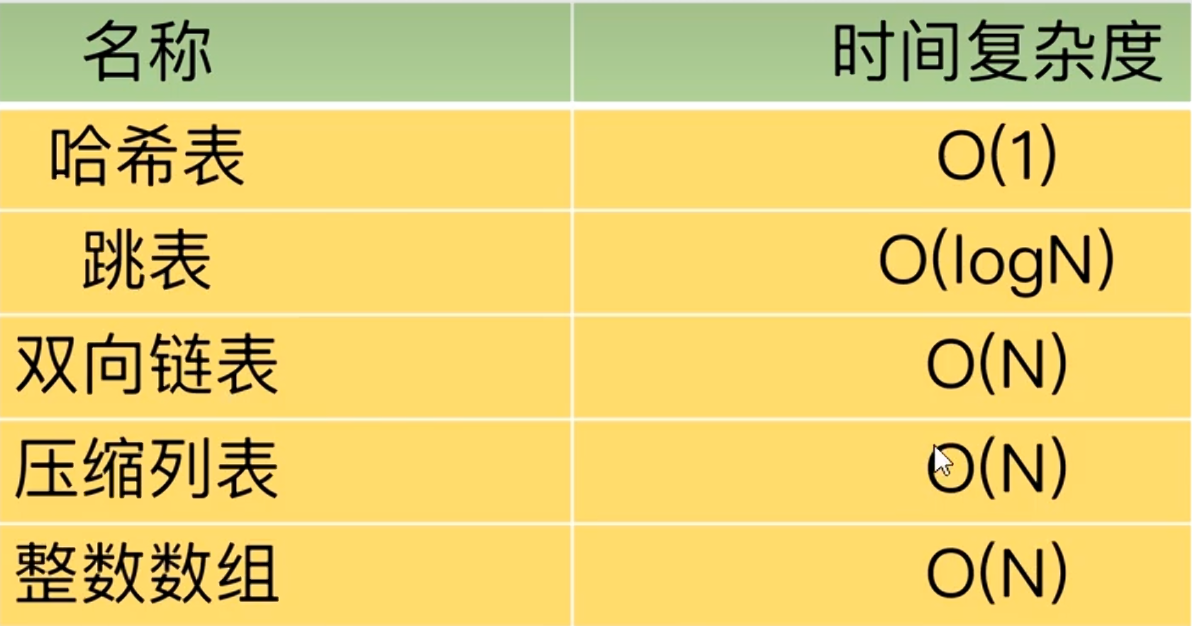 名称 时间复杂度
哈希表 O(1)
跳表 O(logN)
双向链表 O(N)
压缩列表 O(N)
整数数组 O(N)